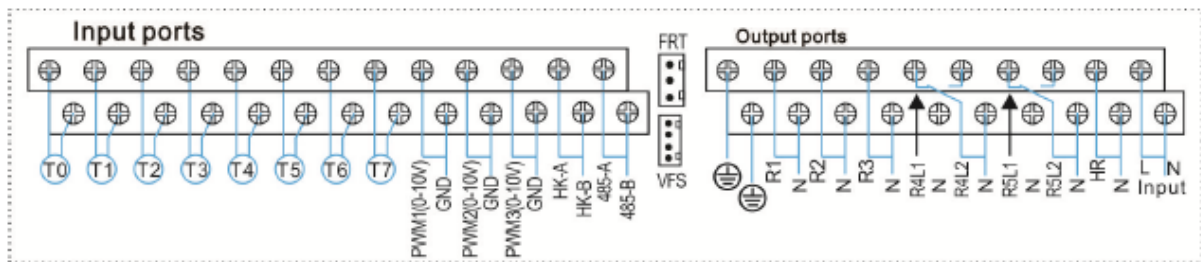 Input ports
FRT
Output ports
T0 T1 T2 T3 T4 T5 T6 T7
PWM1(0-10V)
GND
PWM2(0-10V)
GND
PWM3(0-10V)
GND
HK-A
HK-B
485-A
485-B
VFS
R1
N
R2
N
R3
N
R4L1
N
R4L2
N
R5L1
N
R5L2
N
HR
N
L N
Input